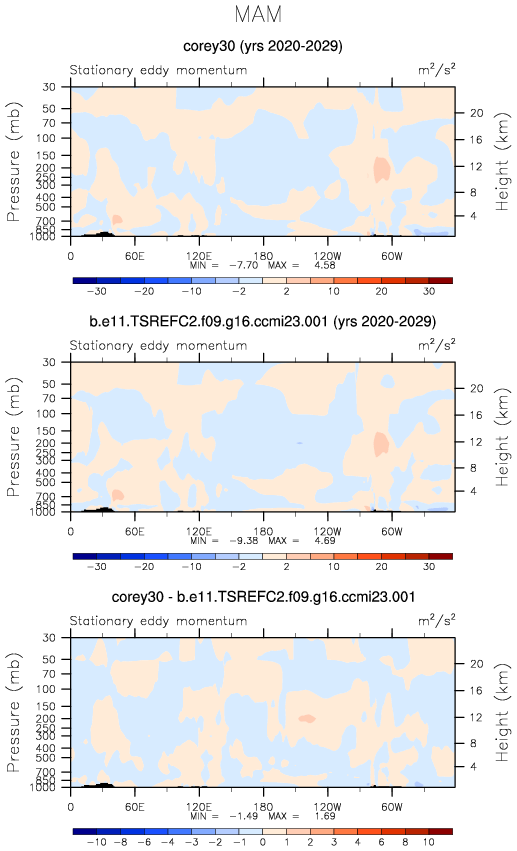 MAM
corey30 (yrs 2020-2029)
Stationary eddy momentum m²/s²
30
50
70
100
150
200
250
300
400
500
700
850
1000
Pressure (mb)
20
16
12
8
4
Height (km)
0 60E 120E 180 120W 60W
MIN = -7.70 MAX = 4.58
-30 -20 -10 -2 2 10 20 30
b.e11.TSREFC2.f09.g16.ccmi23.001 (yrs 2020-2029)
Stationary eddy momentum m²/s²
30
50
70
100
150
200
250
300
400
500
700
850
1000
Pressure (mb)
20
16
12
8
4
Height (km)
0 60E 120E 180 120W 60W
MIN = -9.38 MAX = 4.69
-30 -20 -10 -2 2 10 20 30
corey30 - b.e11.TSREFC2.f09.g16.ccmi23.001
Stationary eddy momentum m²/s²
30
50
70
100
150
200
250
300
400
500
700
850
1000
Pressure (mb)
20
16
12
8
4
Height (km)
0 60E 120E 180 120W 60W
MIN = -1.49 MAX = 1.69
-10 -8 -6 -4 -3 -2 -1 0 1 2 3 4 6 8 10